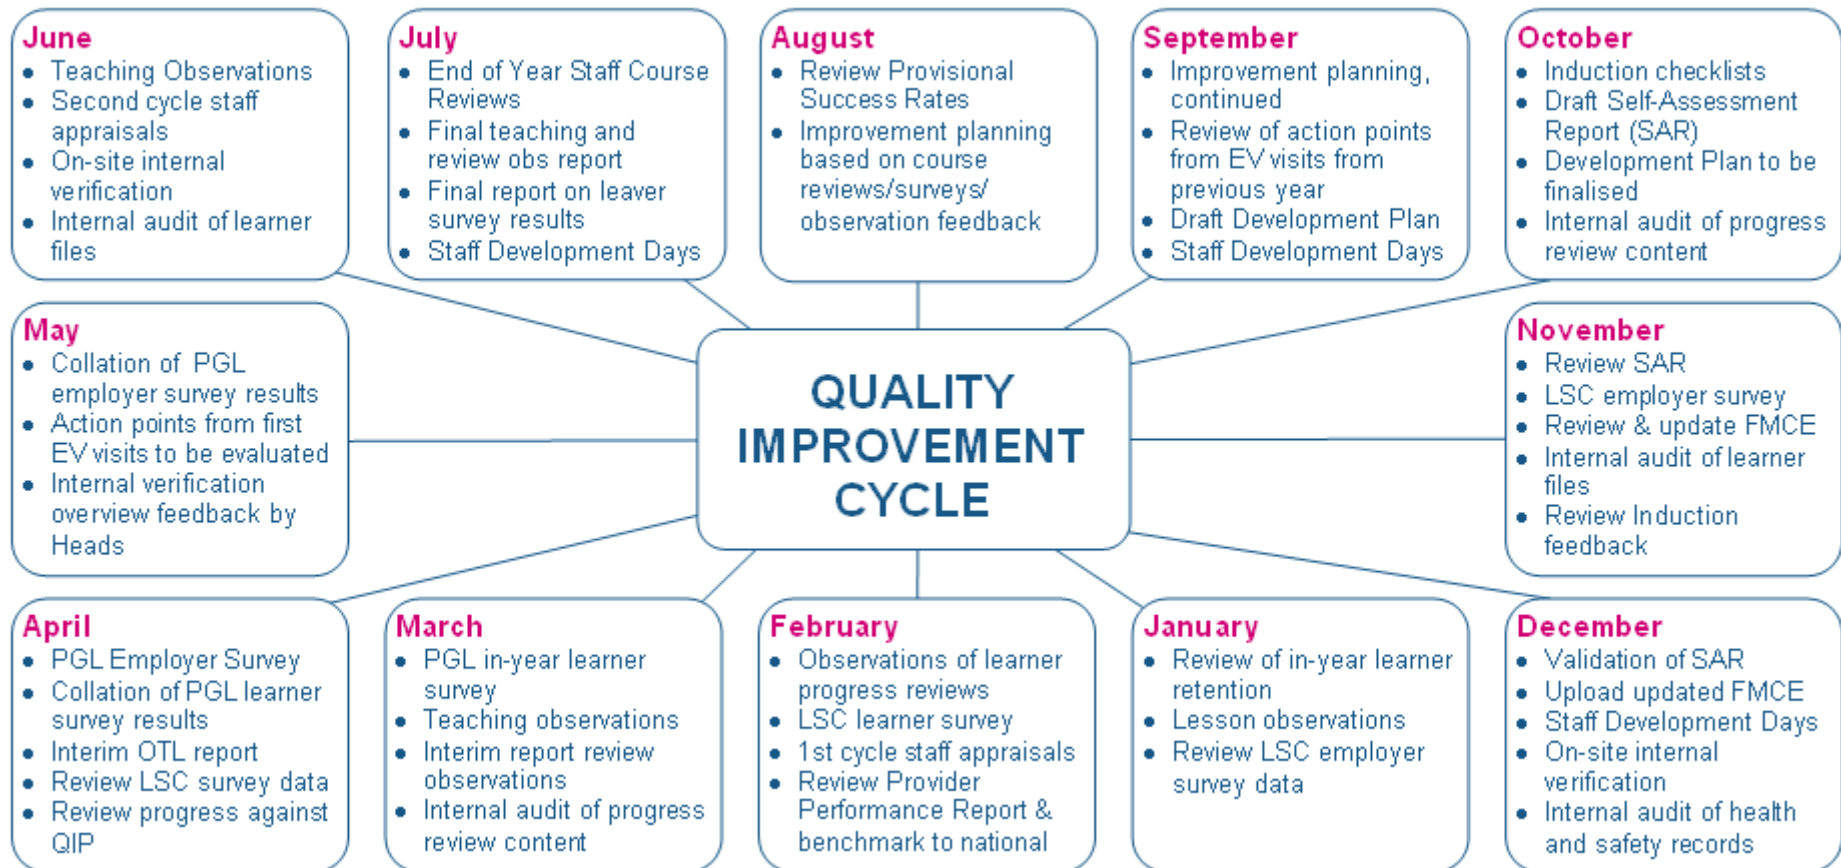 June
• Teaching Observations
• Second cycle staff
appraisals
• On-site internal
verification
• Internal audit of learner
files
July
• End of Year Staff Course
Reviews
• Final teaching and
review obs report
• Final report on leaver
survey results
• Staff Development Days
August
• Review Provisional
Success Rates
• Improvement planning
based on course
reviews/surveys/
observation feedback
September
• Improvement planning,
continued
• Review of action points
from EV visits from
previous year
• Draft Development Plan
• Staff Development Days
October
• Induction checklists
• Draft Self-Assessment
Report (SAR)
• Development Plan to be
finalised
• Internal audit of progress
review content
May
• Collation of PGL
employer survey results
• Action points from first
EV visits to be evaluated
• Internal verification
overview feedback by
Heads
QUALITY
IMPROVEMENT
CYCLE
November
• Review SAR
• LSC employer survey
• Review & update FMCE
• Internal audit of learner
files
• Review Induction
feedback
April
• PGL Employer Survey
• Collation of PGL learner
survey results
• Interim OTL report
• Review LSC survey data
• Review progress against
QIP
March
• PGL in-year learner
survey
• Teaching observations
• Interim report review
observations
• Internal audit of progress
review content
February
• Observations of learner
progress reviews
• LSC learner survey
• 1st cycle staff appraisals
• Review Provider
Performance Report &
benchmark to national
January
• Review of in-year learner
retention
• Lesson observations
• Review LSC employer
survey data
December
• Validation of SAR
• Upload updated FMCE
• Staff Development Days
• On-site internal
verification
• Internal audit of health
and safety records